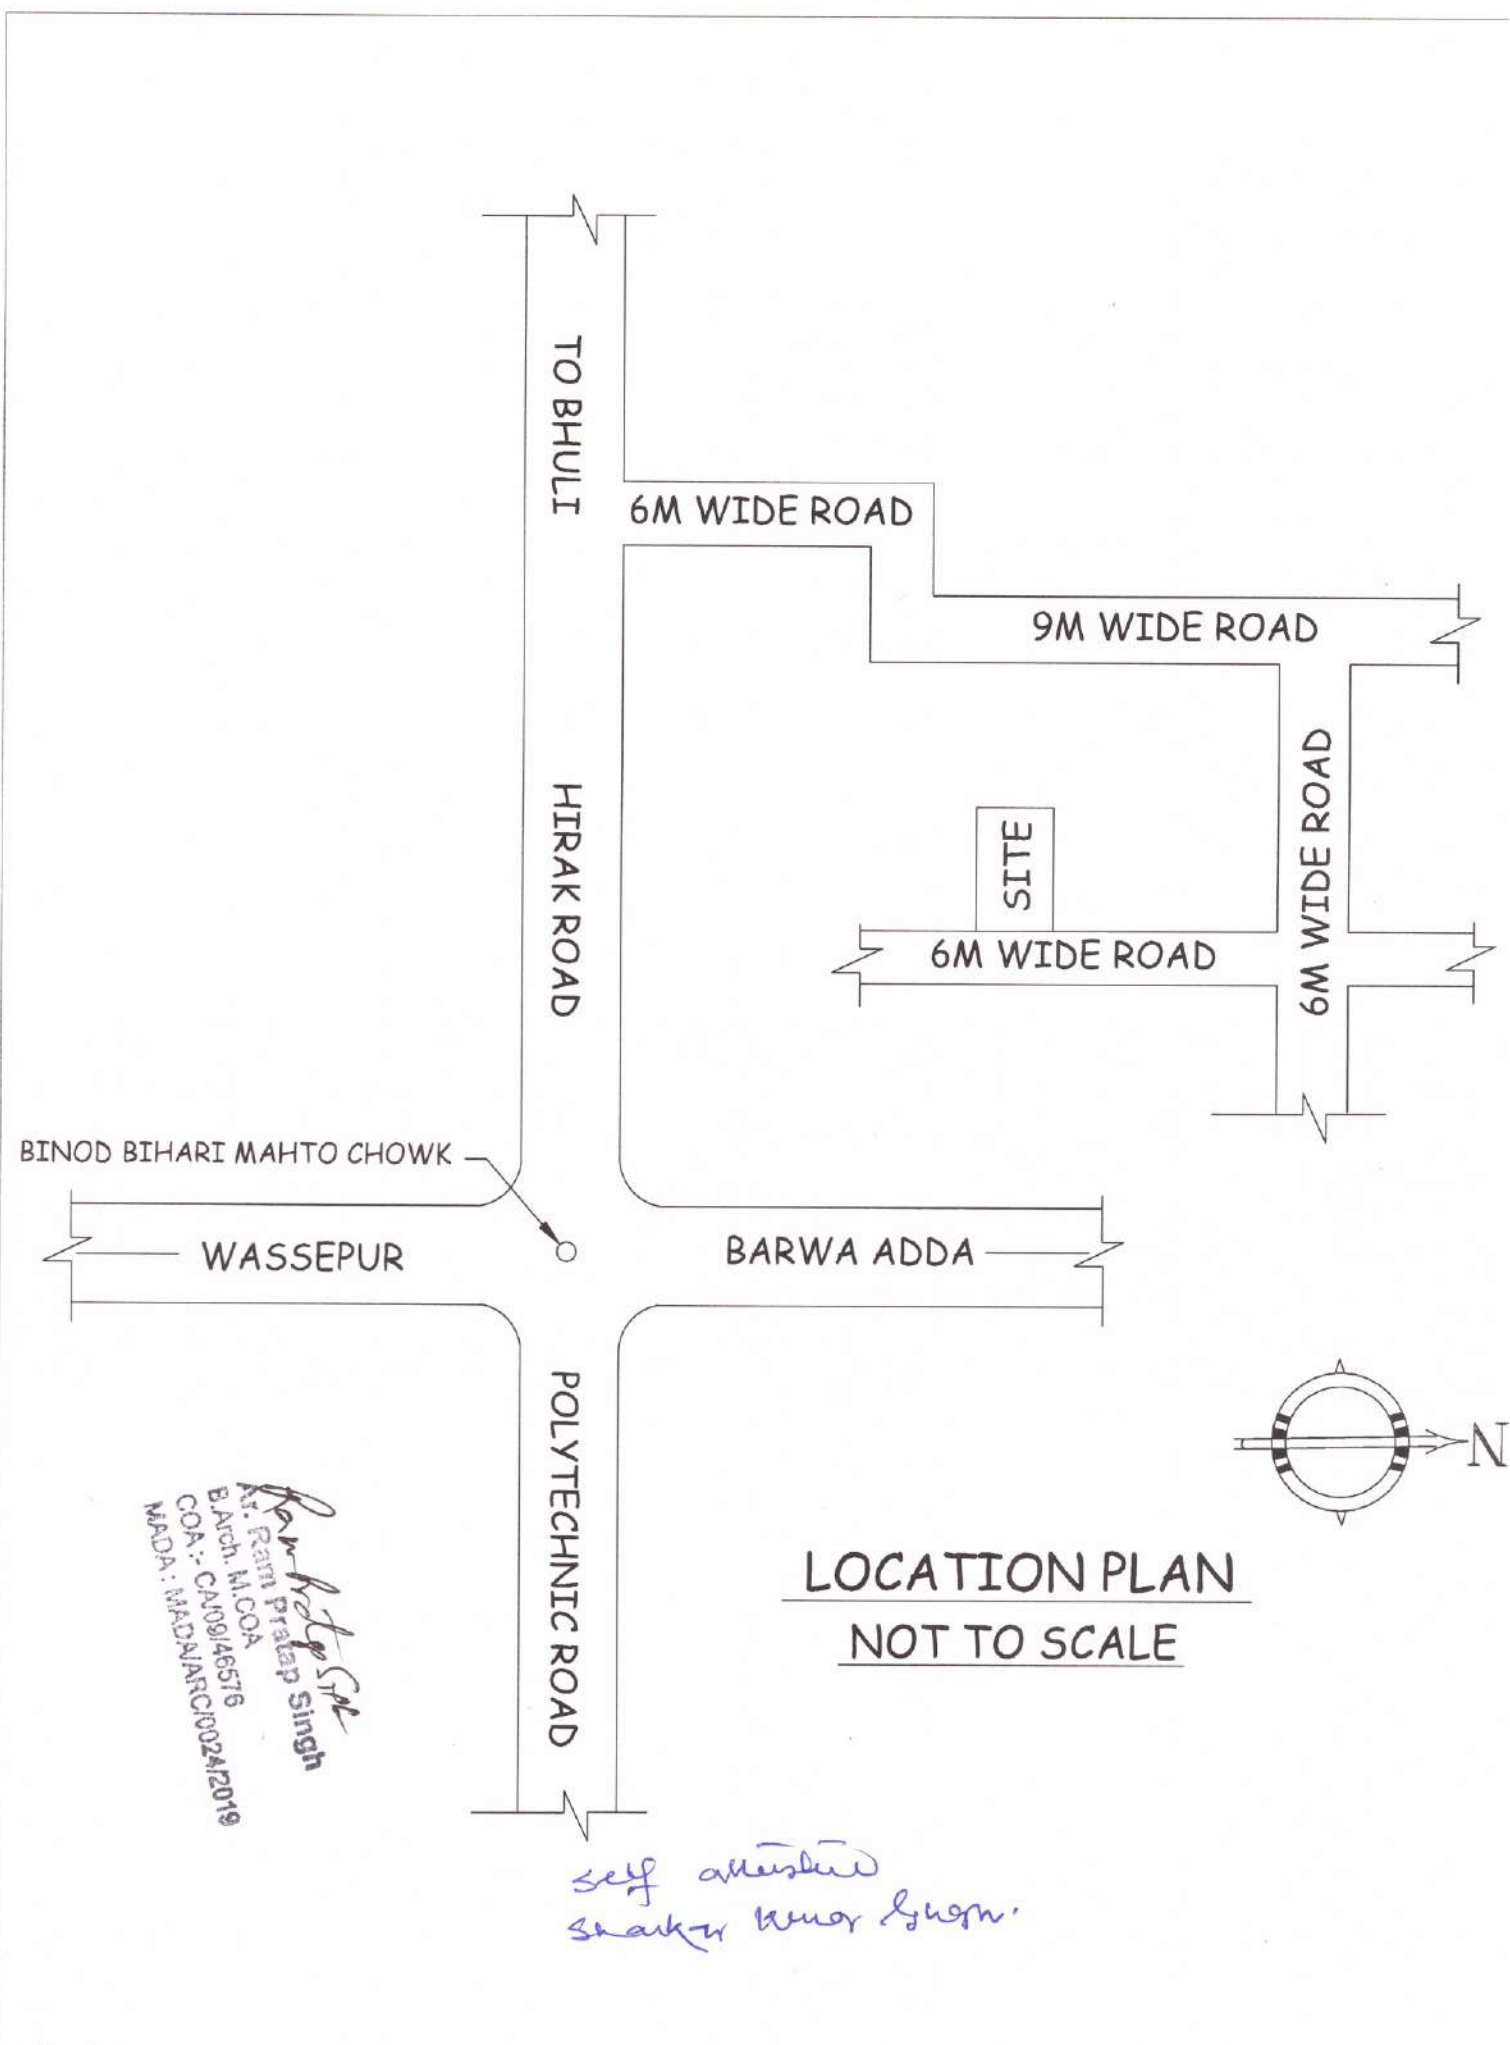 TO BHULI
6M WIDE ROAD
9M WIDE ROAD
HIRAK ROAD
6M WIDE ROAD
SITE
6M WIDE ROAD
BINOD BIHARI MAHTO CHOWK
WASSEPUR
BARWA ADDA
POLYTECHNIC ROAD
N
Ar. Ram Pratap Singh
B.Arch. M.COA
COA :- CA/09/46576
MADA : MADA/ARC/0024/2019
LOCATION PLAN
NOT TO SCALE
self